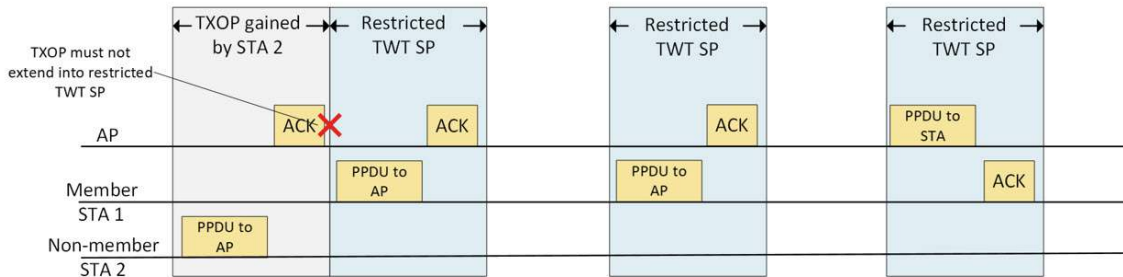 TXOP gained
by STA 2
Restricted
TWT SP
Restricted
TWT SP
Restricted
TWT SP
TXOP must not
extend into restricted
TWT SP
AP
ACK
ACK
ACK
PPDU to
STA
Member
STA 1
PPDU to
AP
PPDU to
AP
ACK
Non-member
STA 2
PPDU to
AP